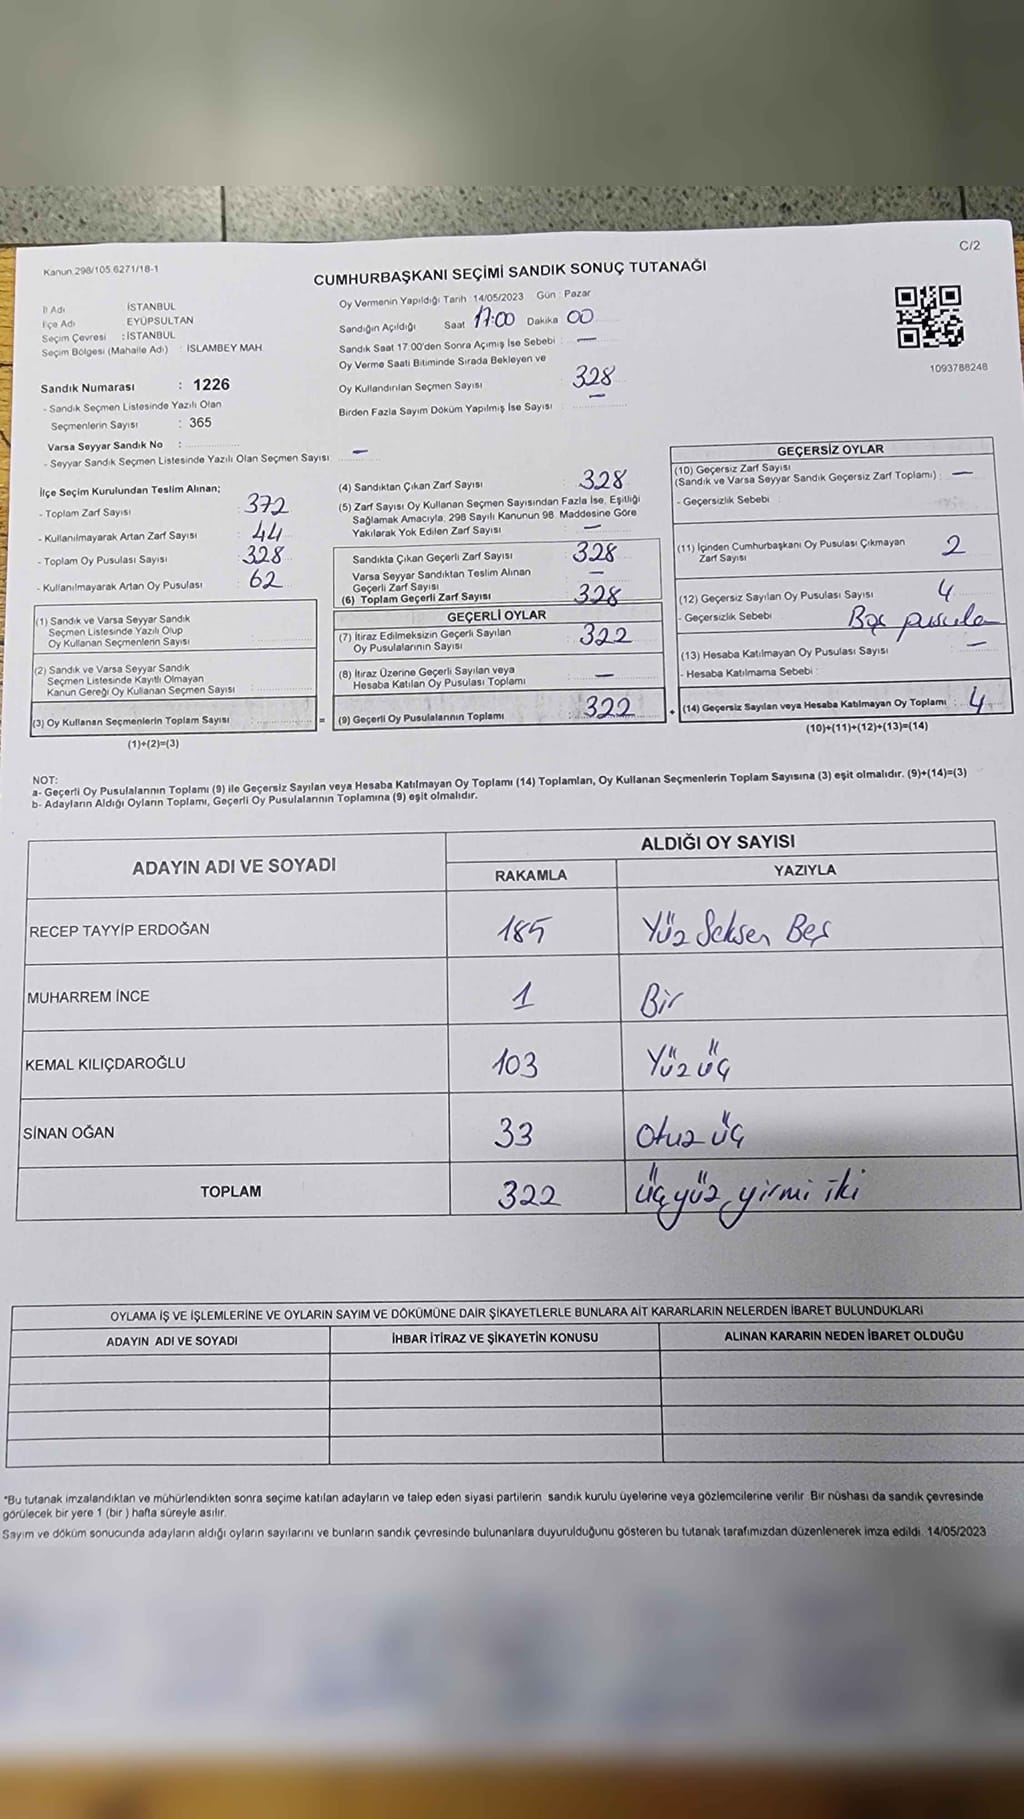 C/2
Kanun.298/105.6271/18-1
CUMHURBAŞKANI SEÇİMİ SANDIK SONUÇ TUTANAĞI
İl Adı İSTANBUL
İlçe Adı EYÜPSULTAN
Seçim Çevresi : İSTANBUL
Seçim Bölgesi (Mahalle Adı) : İSLAMBEY MAH.
Sandık Numarası : 1226
- Sandık Seçmen Listesinde Yazılı Olan
Seçmenlerin Sayısı : 365
Varsa Seyyar Sandık No :
- Seyyar Sandık Seçmen Listesinde Yazılı Olan Seçmen Sayısı : —
Oy Vermenin Yapıldığı Tarih 14/05/2023 Gün : Pazar
Sandığın Açıldığı Saat 17:00 Dakika 00
Sandık Saat 17.00'den Sonra Açımış İse Sebebi : —
Oy Verme Saati Bitiminde Sırada Bekleyen ve
Oy Kullandırılan Seçmen Sayısı 328
Birden Fazla Sayım Döküm Yapılmış İse Sayısı : —
1093788248
İlçe Seçim Kurulundan Teslim Alınan;
- Toplam Zarf Sayısı 372
- Kullanılmayarak Artan Zarf Sayısı 44
- Toplam Oy Pusulası Sayısı 328
- Kullanılmayarak Artan Oy Pusulası 62
(1) Sandık ve Varsa Seyyar Sandık
Seçmen Listesinde Yazılı Olup
Oy Kullanan Seçmenlerin Sayısı
(2) Sandık ve Varsa Seyyar Sandık
Seçmen Listesinde Kayıtlı Olmayan
Kanun Gereği Oy Kullanan Seçmen Sayısı
(3) Oy Kullanan Seçmenlerin Toplam Sayısı : =
(1)+(2)=(3)
(4) Sandıktan Çıkan Zarf Sayısı : 328
(5) Zarf Sayısı Oy Kullanan Seçmen Sayısından Fazla İse, Eşitliği
Sağlamak Amacıyla; 298 Sayılı Kanunun 98. Maddesine Göre
Yakılarak Yok Edilen Zarf Sayısı : —
Sandıkta Çıkan Geçerli Zarf Sayısı 328
Varsa Seyyar Sandıktan Teslim Alınan
Geçerli Zarf Sayısı —
(6) Toplam Geçerli Zarf Sayısı 328
GEÇERLİ OYLAR
(7) İtiraz Edilmeksizin Geçerli Sayılan
Oy Pusulalarının Sayısı : 322
(8) İtiraz Üzerine Geçerli Sayılan veya
Hesaba Katılan Oy Pusulası Toplamı : —
(9) Geçerli Oy Pusulalarının Toplamı : 322 +
GEÇERSİZ OYLAR
(10) Geçersiz Zarf Sayısı
(Sandık ve Varsa Seyyar Sandık Geçersiz Zarf Toplamı) : —
- Geçersizlik Sebebi :
(11) İçinden Cumhurbaşkanı Oy Pusulası Çıkmayan
Zarf Sayısı 2
(12) Geçersiz Sayılan Oy Pusulası Sayısı : 4
- Geçersizlik Sebebi : Boş pusula
(13) Hesaba Katılmayan Oy Pusulası Sayısı : —
- Hesaba Katılmama Sebebi :
(14) Geçersiz Sayılan veya Hesaba Katılmayan Oy Toplamı : 4
(10)+(11)+(12)+(13)=(14)
NOT:
a- Geçerli Oy Pusulalarının Toplamı (9) ile Geçersiz Sayılan veya Hesaba Katılmayan Oy Toplamı (14) Toplamları, Oy Kullanan Seçmenlerin Toplam Sayısına (3) eşit olmalıdır. (9)+(14)=(3)
b- Adayların Aldığı Oyların Toplamı, Geçerli Oy Pusulalarının Toplamına (9) eşit olmalıdır.
ADAYIN ADI VE SOYADI ALDIĞI OY SAYISI
RAKAMLA YAZIYLA
RECEP TAYYİP ERDOĞAN 185 Yüz Seksen Beş
MUHARREM İNCE 1 Bir
KEMAL KILIÇDAROĞLU 103 Yüz üç
SİNAN OĞAN 33 Otuz üç
TOPLAM 322 üçyüz yirmi iki
OYLAMA İŞ VE İŞLEMLERİNE VE OYLARIN SAYIM VE DÖKÜMÜNE DAİR ŞİKAYETLERLE BUNLARA AİT KARARLARIN NELERDEN İBARET BULUNDUKLARI
ADAYIN ADI VE SOYADI İHBAR İTİRAZ VE ŞİKAYETİN KONUSU ALINAN KARARIN NEDEN İBARET OLDUĞU
*Bu tutanak imzalandıktan ve mühürlendikten sonra seçime katılan adayların ve talep eden siyasi partilerin sandık kurulu üyelerine veya gözlemcilerine verilir. Bir nüshası da sandık çevresinde
görülecek bir yere 1 (bir ) hafta süreyle asılır.
Sayım ve döküm sonucunda adayların aldığı oyların sayılarını ve bunların sandık çevresinde bulunanlara duyurulduğunu gösteren bu tutanak tarafımızdan düzenlenerek imza edildi. 14/05/2023